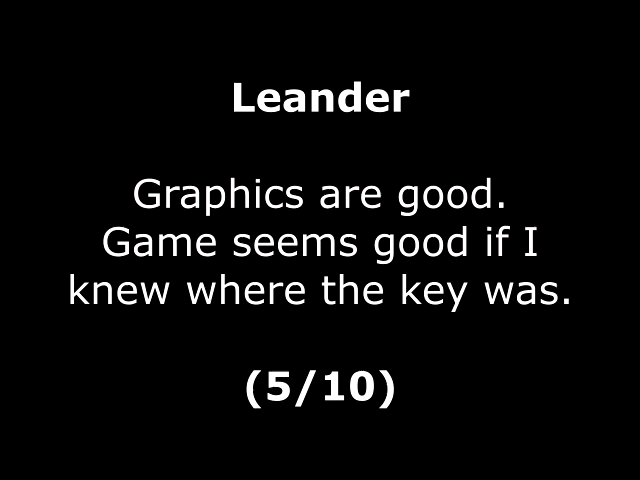 Leander
Graphics are good.
Game seems good if I
knew where the key was.
(5/10)